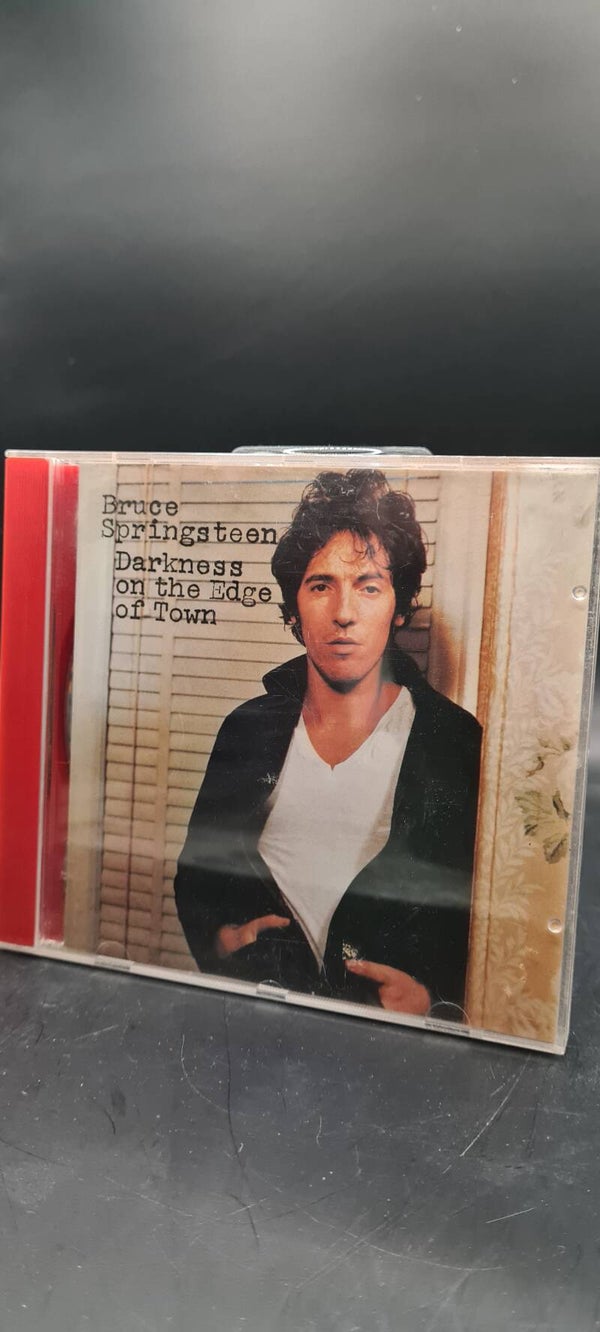 Bruce
Springsteen
Darkness
on the Edge
of Town